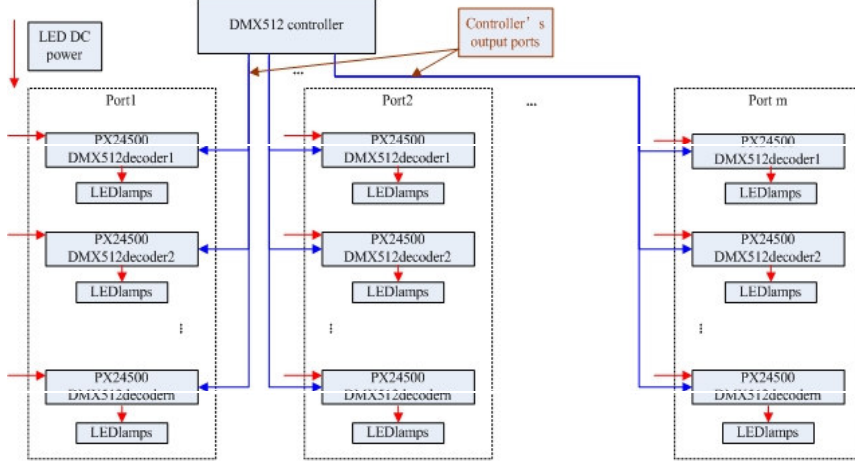 DMX512 controller
LED DC
power
Controller’s
output ports
...
Port1
Port2
...
Port m
PX24500
DMX512decoder1
LEDlamps
PX24500
DMX512decoder2
LEDlamps
...
PX24500
DMX512decodern
LEDlamps
PX24500
DMX512decoder1
LEDlamps
PX24500
DMX512decoder2
LEDlamps
...
PX24500
DMX512decodern
LEDlamps
PX24500
DMX512decoder1
LEDlamps
PX24500
DMX512decoder2
LEDlamps
...
PX24500
DMX512decodern
LEDlamps